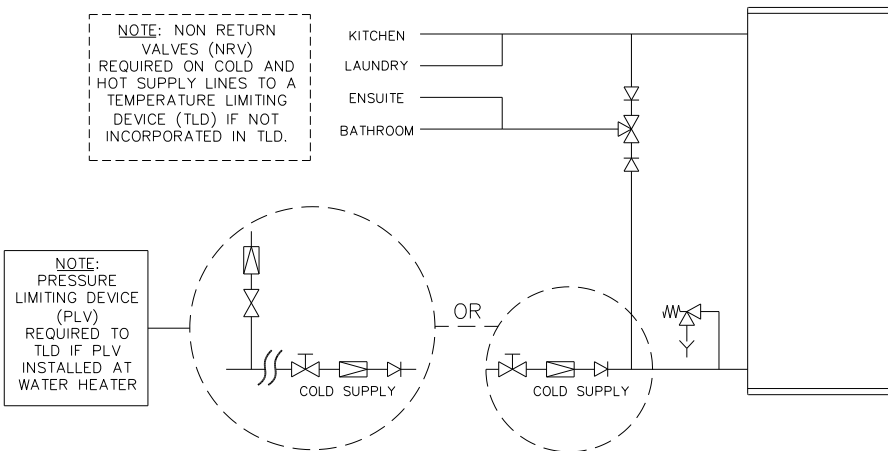 NOTE: NON RETURN
VALVES (NRV)
REQUIRED ON COLD AND
HOT SUPPLY LINES TO A
TEMPERATURE LIMITING
DEVICE (TLD) IF NOT
INCORPORATED IN TLD.
KITCHEN
LAUNDRY
ENSUITE
BATHROOM
NOTE:
PRESSURE
LIMITING DEVICE
(PLV)
REQUIRED TO
TLD IF PLV
INSTALLED AT
WATER HEATER
OR
COLD SUPPLY
COLD SUPPLY